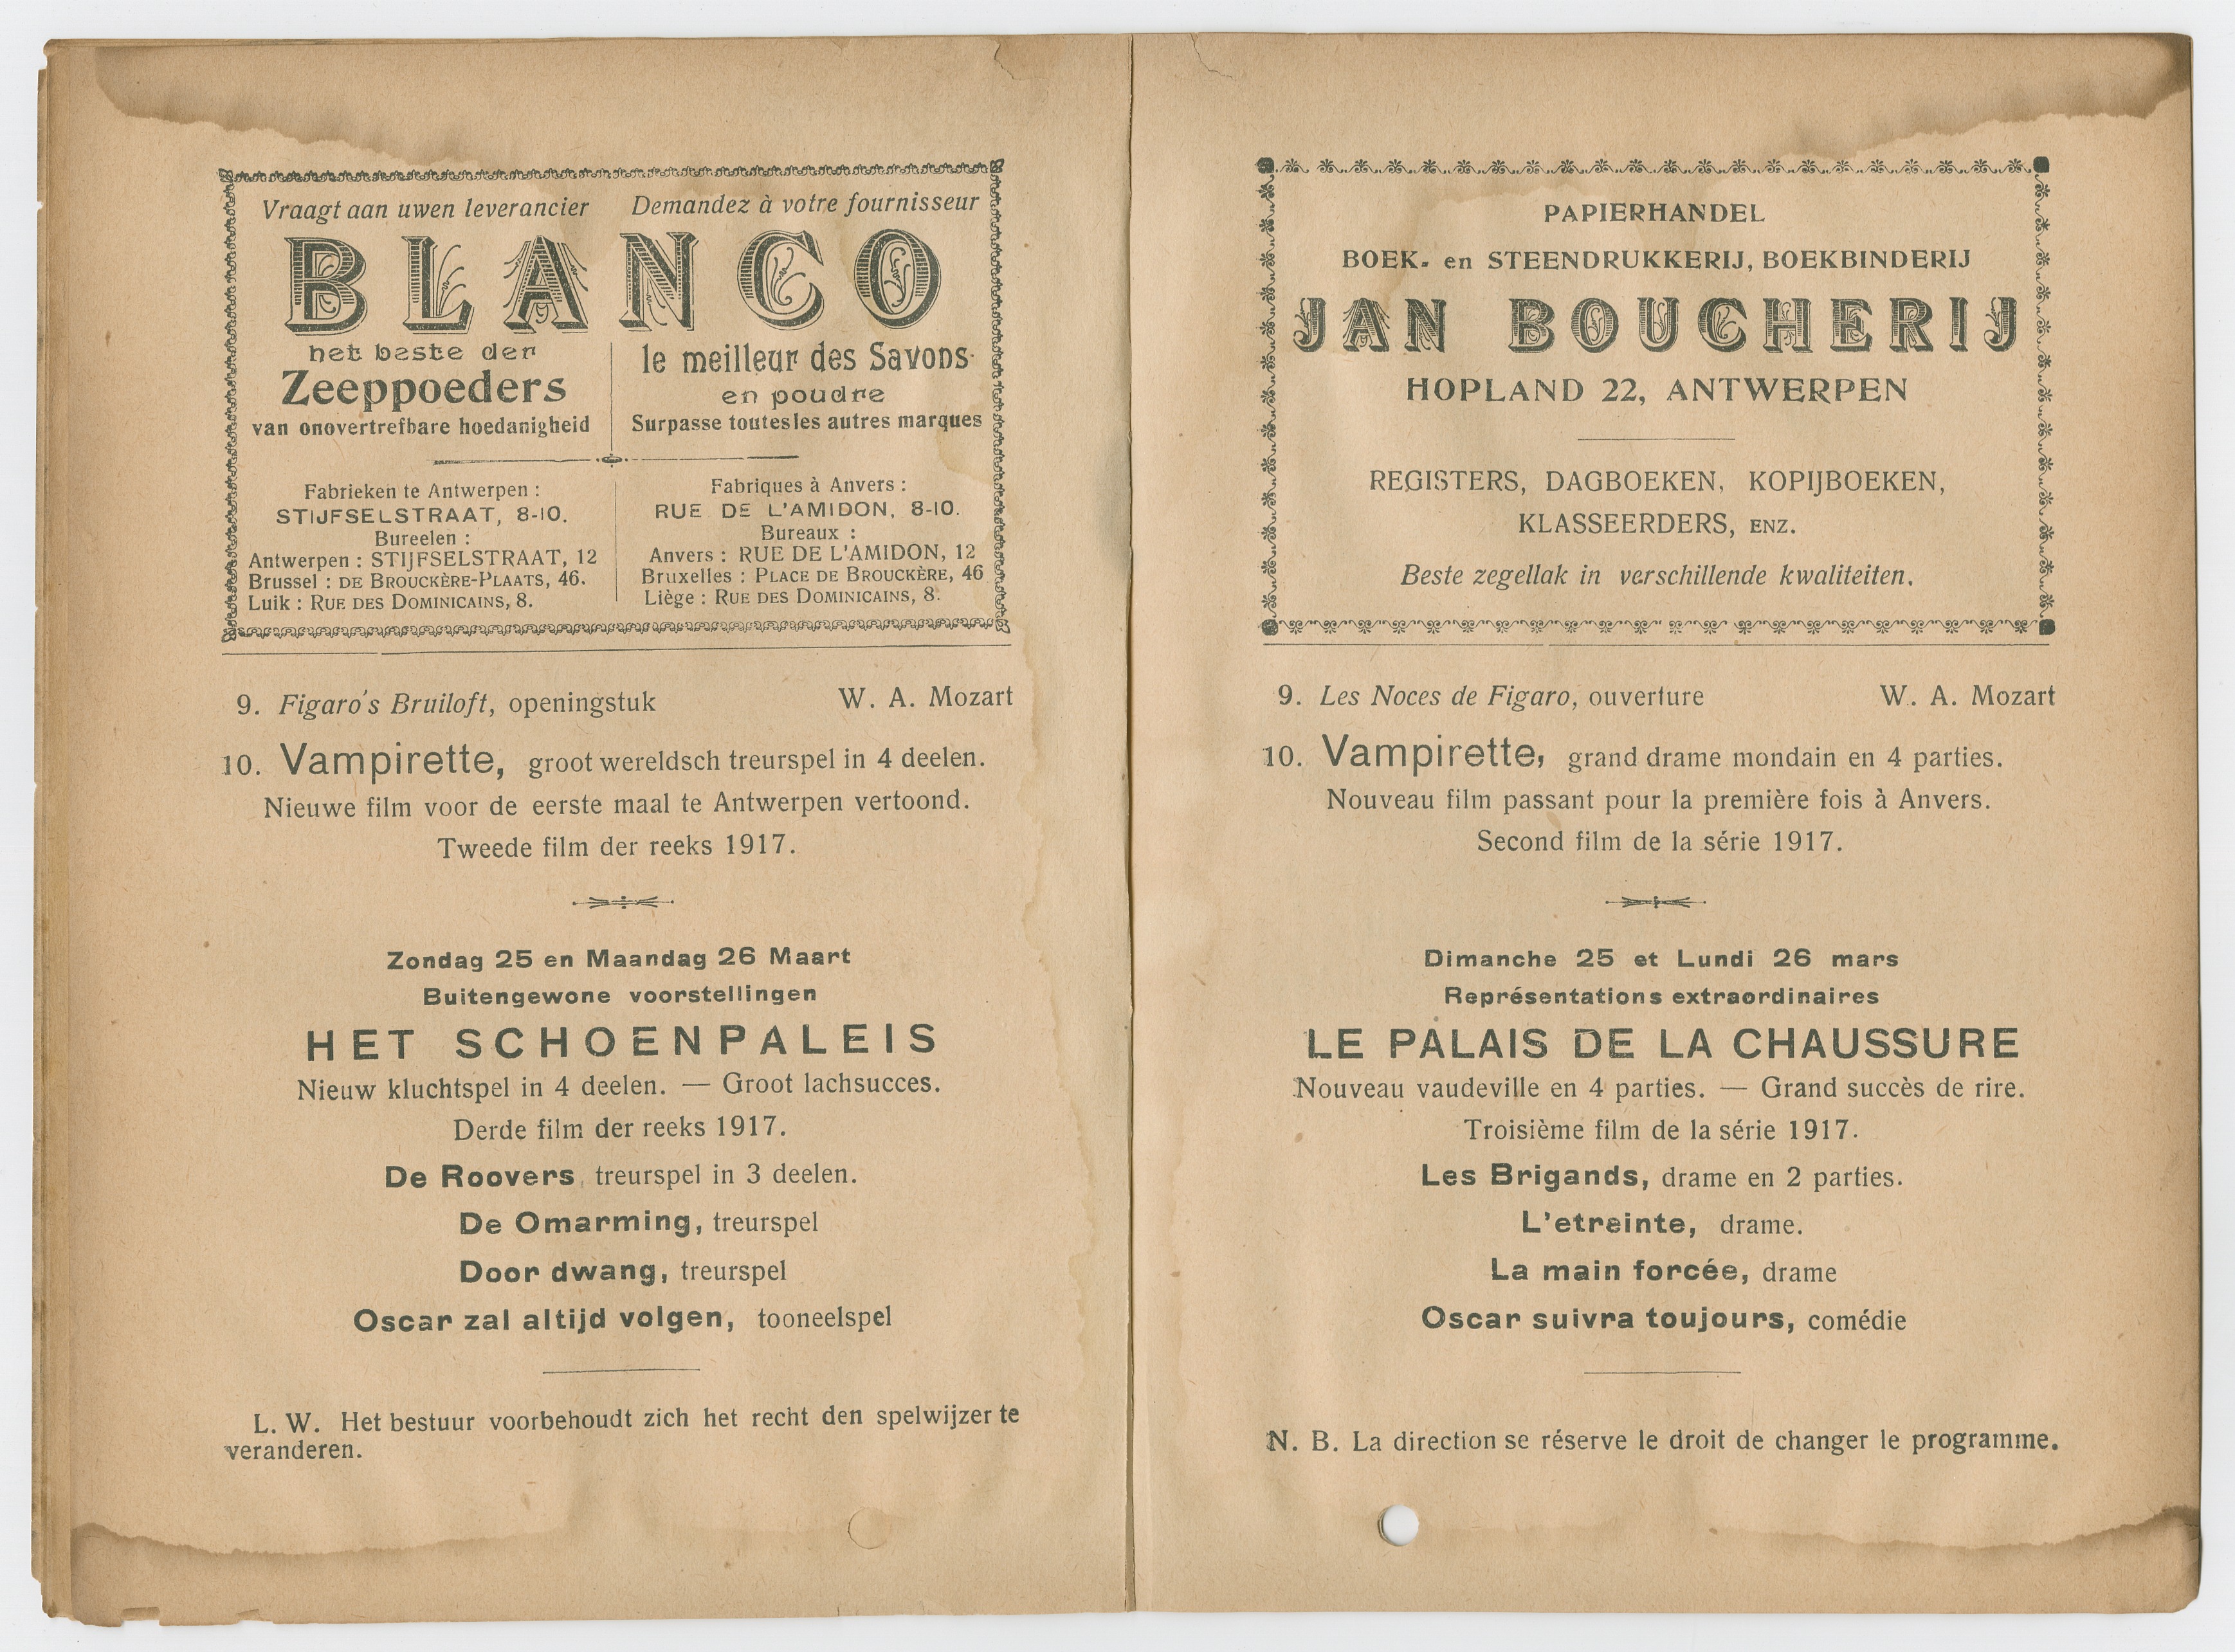 Vraagt aan uwen leverancier
Demandez à votre fournisseur
BLANCO
het beste der
Zeeppoeders
van onovertrefbare hoedanigheid
le meilleur des Savons
en poudre
Surpasse toutes les autres marques
Fabrieken te Antwerpen :
STIJFSELSTRAAT, 8-10.
Bureelen :
Antwerpen : STIJFSELSTRAAT, 12
Brussel : DE BROUCKÈRE-PLAATS, 46.
Luik : RUE DES DOMINICAINS, 8.
Fabriques à Anvers :
RUE DE L'AMIDON, 8-10.
Bureaux :
Anvers : RUE DE L'AMIDON, 12
Bruxelles : PLACE DE BROUCKÈRE, 46
Liège : RUE DES DOMINICAINS, 8.
9. Figaro's Bruiloft, openingstuk W. A. Mozart
10. Vampirette, groot wereldsch treurspel in 4 deelen.
Nieuwe film voor de eerste maal te Antwerpen vertoond.
Tweede film der reeks 1917.
Zondag 25 en Maandag 26 Maart
Buitengewone voorstellingen
HET SCHOENPALEIS
Nieuw kluchtspel in 4 deelen. — Groot lachsucces.
Derde film der reeks 1917.
De Roovers, treurspel in 3 deelen.
De Omarming, treurspel
Door dwang, treurspel
Oscar zal altijd volgen, tooneelspel
L. W. Het bestuur voorbehoudt zich het recht den spelwijzer te
veranderen.
PAPIERHANDEL
BOEK- en STEENDRUKKERIJ, BOEKBINDERIJ
JAN BOUCHERIJ
HOPLAND 22, ANTWERPEN
REGISTERS, DAGBOEKEN, KOPIJBOEKEN,
KLASSEERDERS, ENZ.
Beste zegellak in verschillende kwaliteiten.
9. Les Noces de Figaro, ouverture W. A. Mozart
10. Vampirette, grand drame mondain en 4 parties.
Nouveau film passant pour la première fois à Anvers.
Second film de la série 1917.
Dimanche 25 et Lundi 26 mars
Représentations extraordinaires
LE PALAIS DE LA CHAUSSURE
Nouveau vaudeville en 4 parties. — Grand succès de rire.
Troisième film de la série 1917.
Les Brigands, drame en 2 parties.
L'etreinte, drame.
La main forcée, drame
Oscar suivra toujours, comédie
N. B. La direction se réserve le droit de changer le programme.